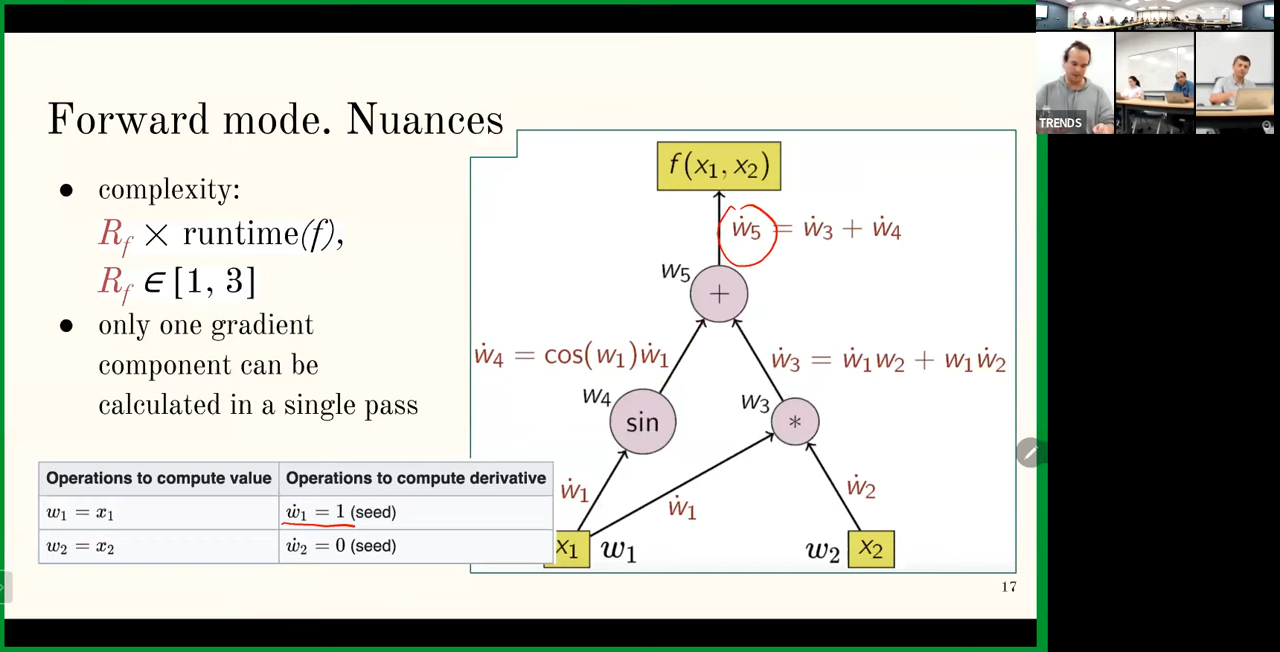 Forward mode. Nuances
● complexity:
R_f × runtime(f),
R_f ∈ [1, 3]
● only one gradient
component can be
calculated in a single pass
Operations to compute value Operations to compute derivative
w₁ = x₁ ẇ₁ = 1 (seed)
w₂ = x₂ ẇ₂ = 0 (seed)
f(x₁, x₂)
ẇ₅ = ẇ₃ + ẇ₄
w₅
+
ẇ₄ = cos(w₁)ẇ₁
ẇ₃ = ẇ₁w₂ + w₁ẇ₂
w₄
sin
w₃
*
ẇ₁
ẇ₁
ẇ₂
x₁ w₁
w₂ x₂
17
TRENDS